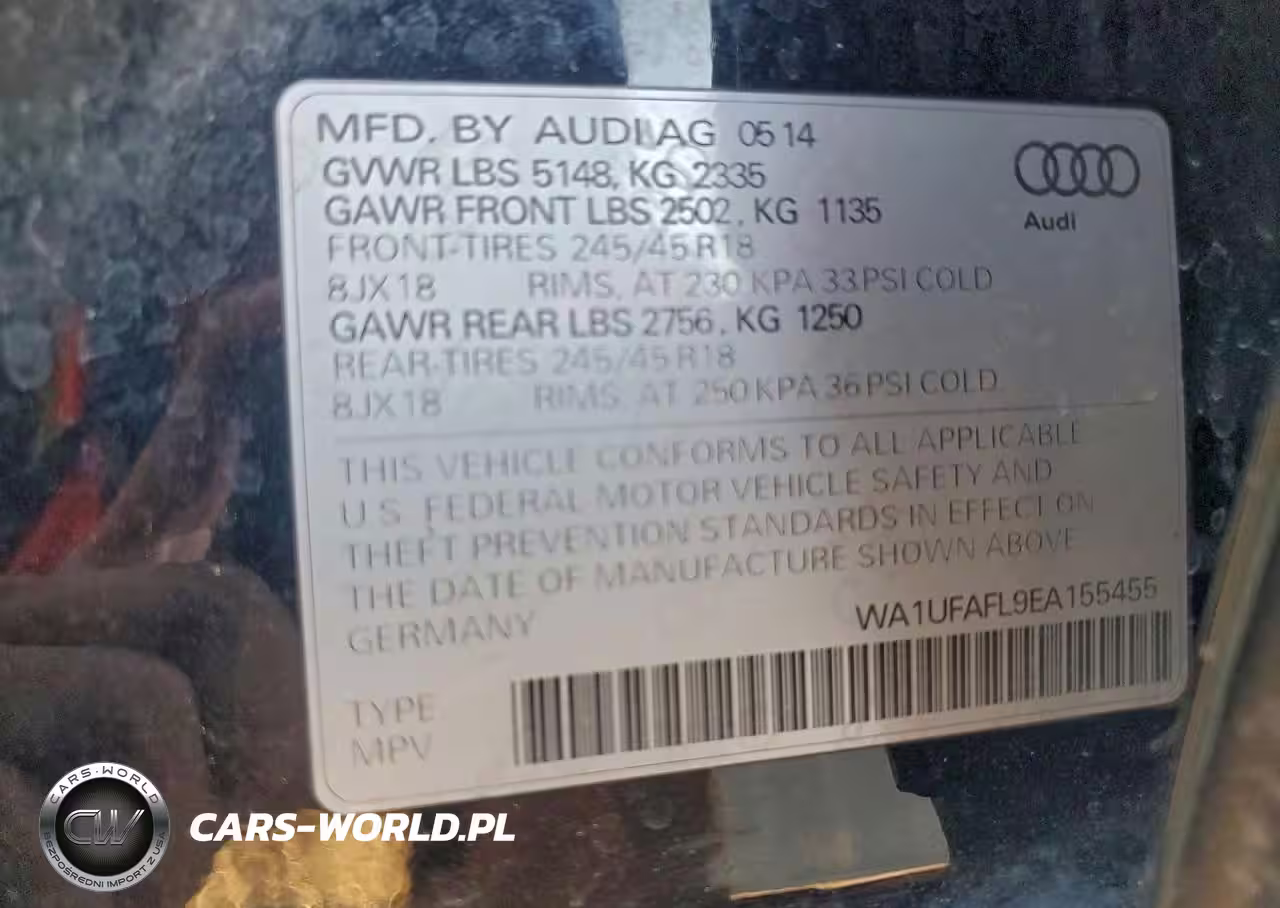 MFD. BY AUDI AG 05 14
GVWR LBS 5148, KG 2335
GAWR FRONT LBS 2502, KG 1135
FRONT-TIRES 245/45 R18
8JX18 RIMS, AT 230 KPA 33 PSI COLD
GAWR REAR LBS 2756, KG 1250
REAR-TIRES 245/45 R18
8JX18 RIMS, AT 250 KPA 36 PSI COLD
Audi
THIS VEHICLE CONFORMS TO ALL APPLICABLE
U.S. FEDERAL MOTOR VEHICLE SAFETY AND
THEFT PREVENTION STANDARDS IN EFFECT ON
THE DATE OF MANUFACTURE SHOWN ABOVE
GERMANY
WA1UFAFL9EA155455
TYPE
MPV
CARS-WORLD
CW
BEZPOŚREDNI IMPORT Z USA
CARS-WORLD.PL